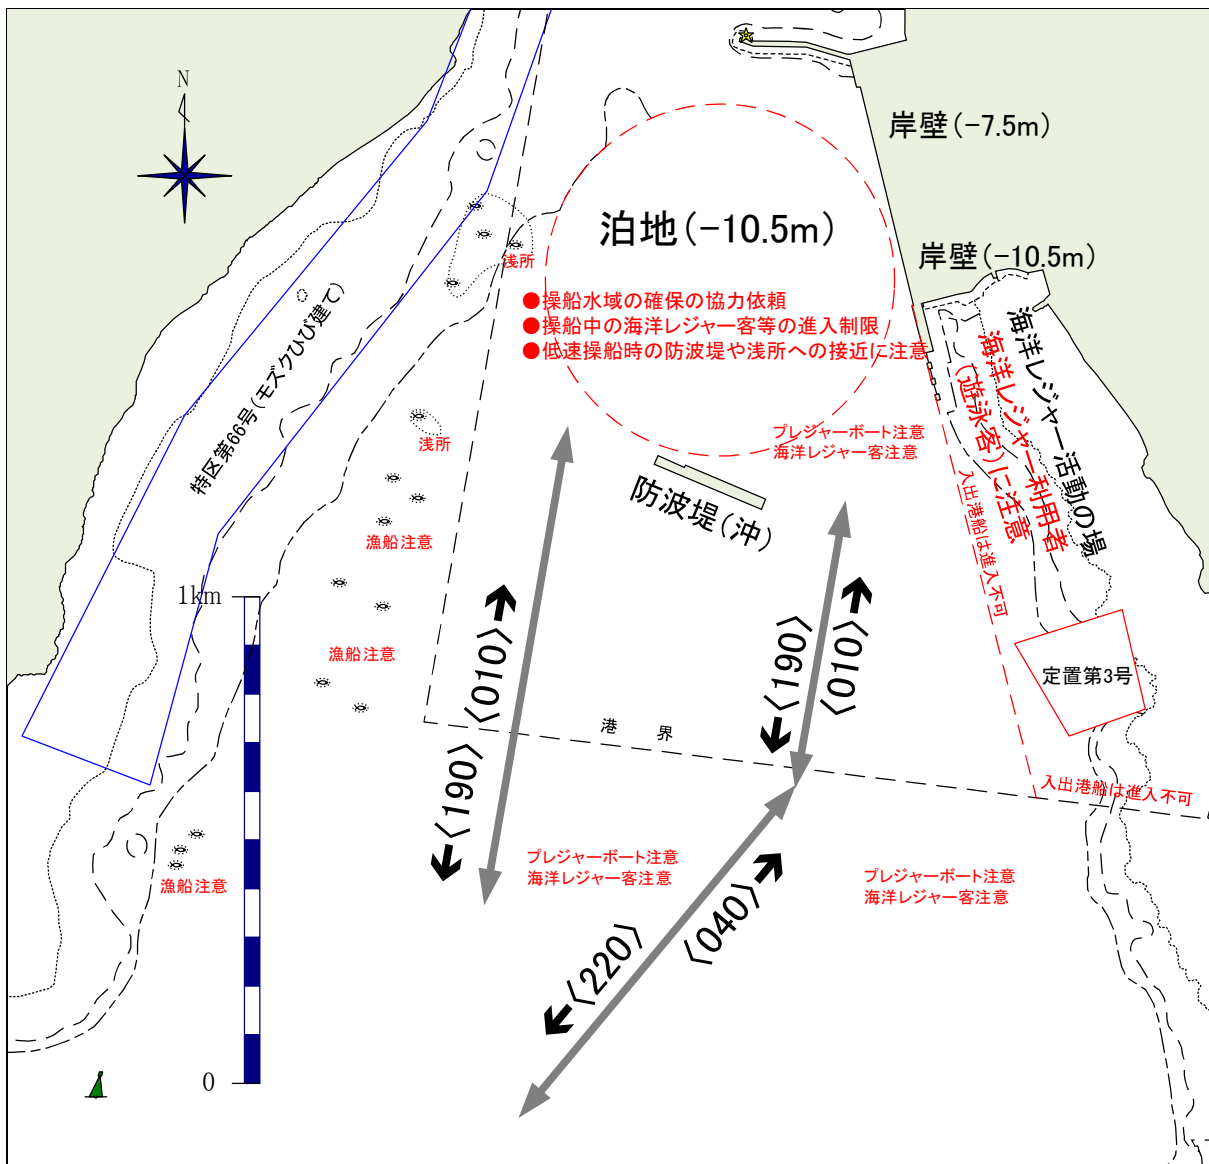 N
岸壁(-7.5m)
泊地(-10.5m)
岸壁(-10.5m)
浅所
●操船水域の確保の協力依頼
●操船中の海洋レジャー客等の進入制限
●低速操船時の防波堤や浅所への接近に注意
特区第66号(モズクひび建て)
海洋レジャー活動の場
海洋レジャー利用者
(遊泳客)に注意
浅所
プレジャーボート注意
海洋レジャー客注意
防波堤(沖)
入出港船は進入不可
漁船注意
1km
〈010〉
〈190〉
〈190〉
〈010〉
漁船注意
定置第3号
港界
入出港船は進入不可
プレジャーボート注意
海洋レジャー客注意
プレジャーボート注意
海洋レジャー客注意
漁船注意
〈040〉
〈220〉
0